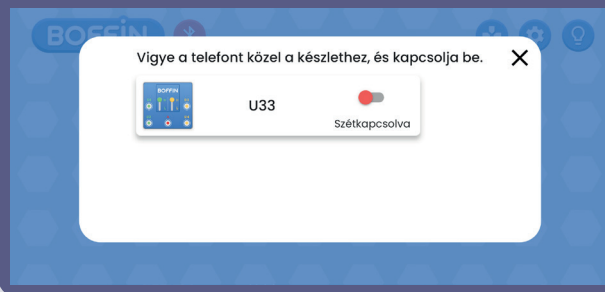 BOFFIN
Vigye a telefont közel a készlethez, és kapcsolja be.
BOFFIN
U33
Szétkapcsolva